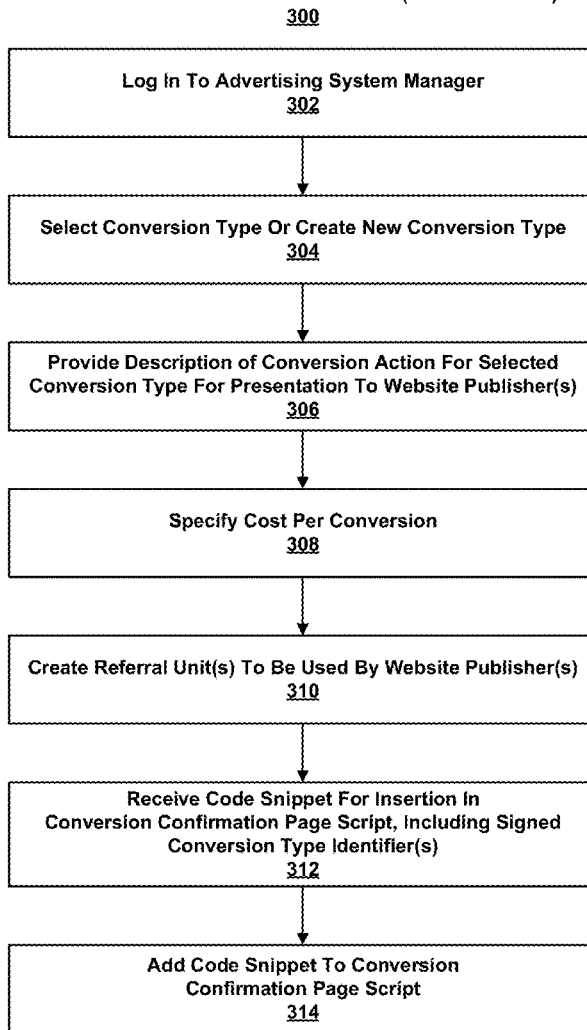 300
Log In To Advertising System Manager
302
Select Conversion Type Or Create New Conversion Type
304
Provide Description of Conversion Action For Selected
Conversion Type For Presentation To Website Publisher(s)
306
Specify Cost Per Conversion
308
Create Referral Unit(s) To Be Used By Website Publisher(s)
310
Receive Code Snippet For Insertion In
Conversion Confirmation Page Script, Including Signed
Conversion Type Identifier(s)
312
Add Code Snippet To Conversion
Confirmation Page Script
314